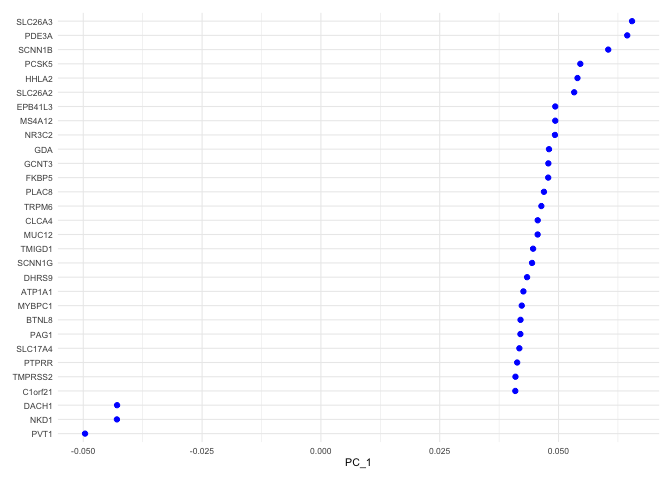 SLC26A3
PDE3A
SCNN1B
PCSK5
HHLA2
SLC26A2
EPB41L3
MS4A12
NR3C2
GDA
GCNT3
FKBP5
PLAC8
TRPM6
CLCA4
MUC12
TMIGD1
SCNN1G
DHRS9
ATP1A1
MYBPC1
BTNL8
PAG1
SLC17A4
PTPRR
TMPRSS2
C1orf21
DACH1
NKD1
PVT1
-0.050 -0.025 0.000 0.025 0.050
PC_1